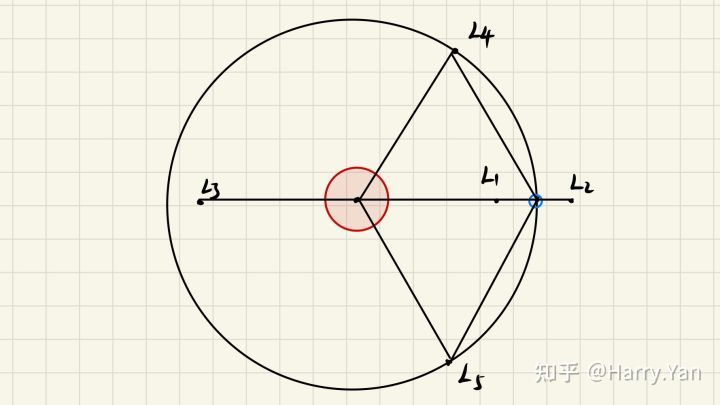 L4
L3
L1
L2
L5
知乎 @Harry.Yan